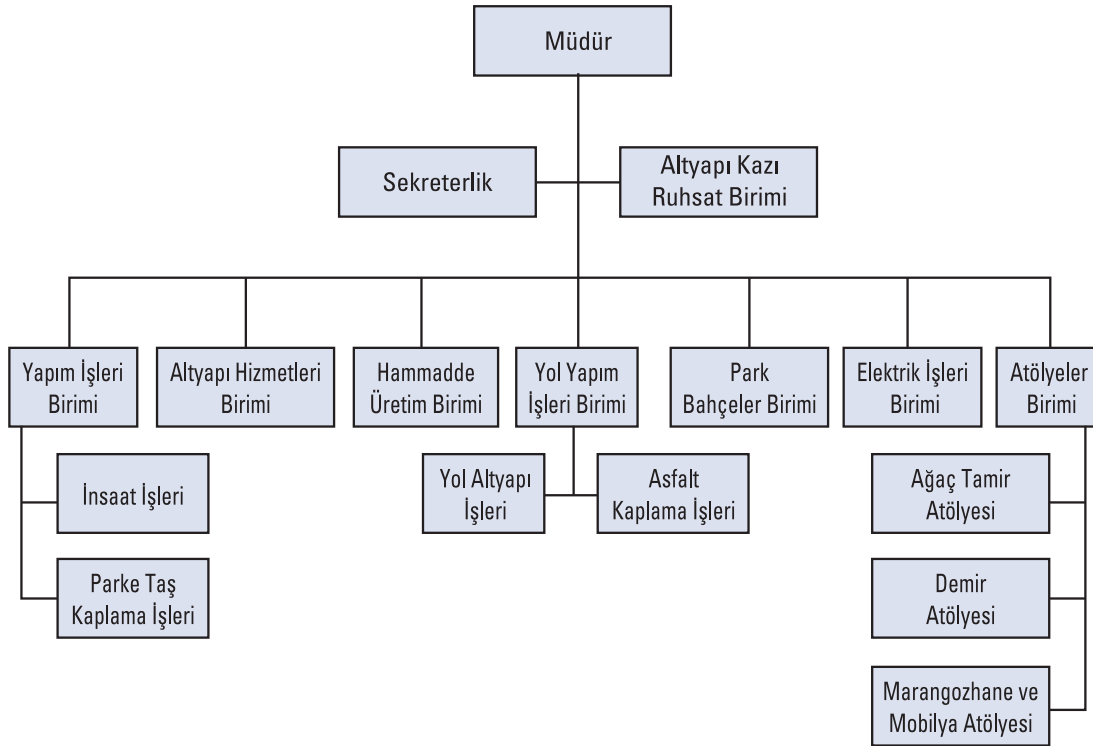 Müdür
Sekreterlik
Altyapı Kazı
Ruhsat Birimi
Yapım İşleri
Birimi
Altyapı Hizmetleri
Birimi
Hammadde
Üretim Birimi
Yol Yapım
İşleri Birimi
Park
Bahçeler Birimi
Elektrik İşleri
Birimi
Atölyeler
Birimi
İnsaat İşleri
Parke Taş
Kaplama İşleri
Yol Altyapı
İşleri
Asfalt
Kaplama İşleri
Ağaç Tamir
Atölyesi
Demir
Atölyesi
Marangozhane ve
Mobilya Atölyesi